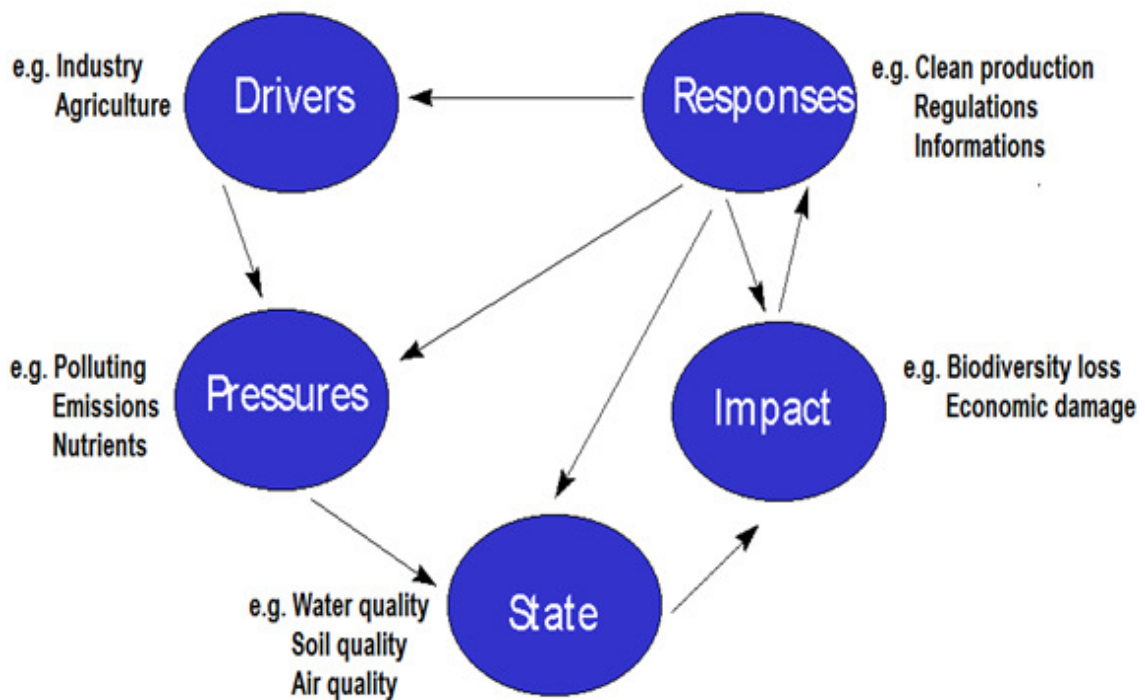 e.g. Industry
Agriculture
Drivers
Responses
e.g. Clean production
Regulations
Informations
e.g. Polluting
Emissions
Nutrients
Pressures
Impact
e.g. Biodiversity loss
Economic damage
e.g. Water quality
Soil quality
Air quality
State